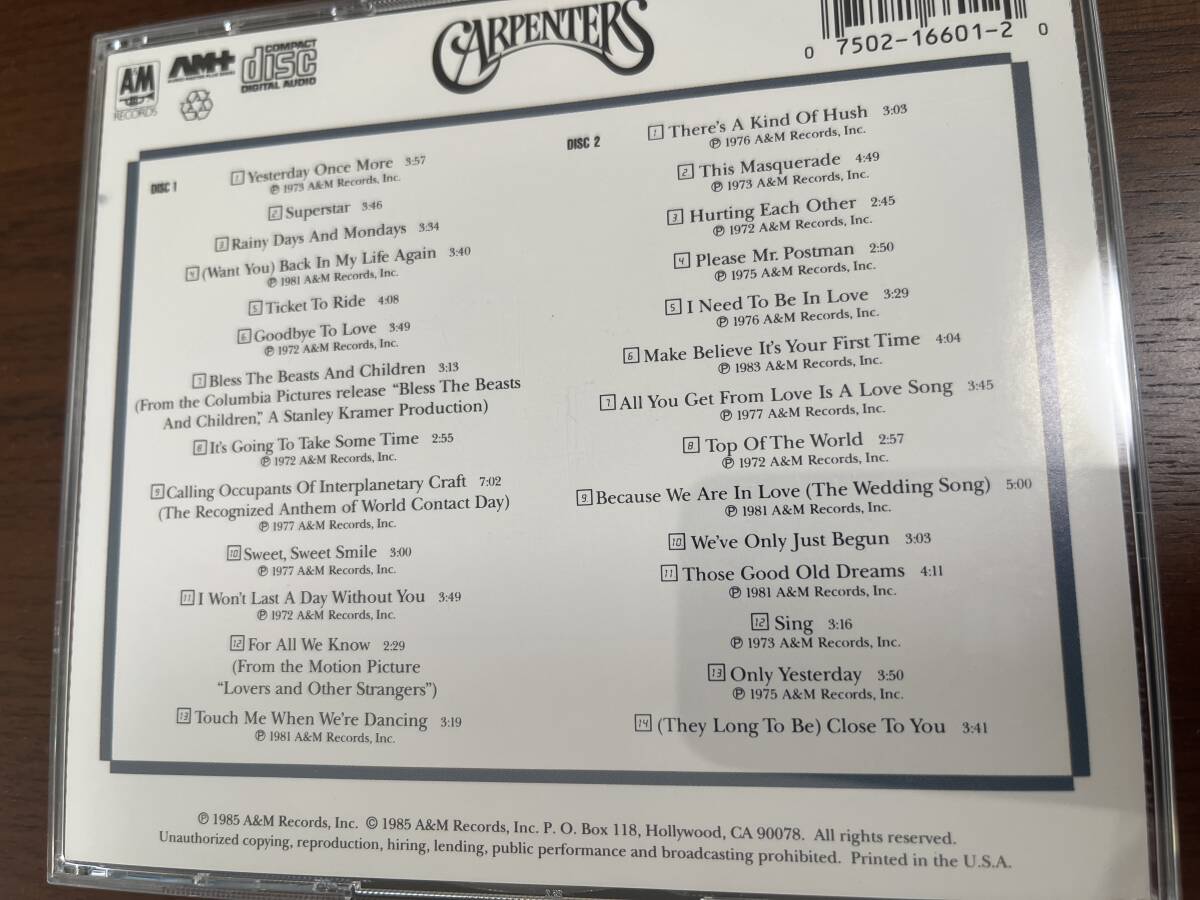 A&M
RECORDS
AM+
COMPACT
disc
DIGITAL AUDIO
CARPENTERS
0 7502-16601-2 0
DISC 1
1 Yesterday Once More 3:57
℗ 1973 A&M Records, Inc.
2 Superstar 3:46
3 Rainy Days And Mondays 3:34
4 (Want You) Back In My Life Again 3:40
℗ 1981 A&M Records, Inc.
5 Ticket To Ride 4:08
6 Goodbye To Love 3:49
℗ 1972 A&M Records, Inc.
7 Bless The Beasts And Children 3:13
(From the Columbia Pictures release “Bless The Beasts
And Children,” A Stanley Kramer Production)
8 It's Going To Take Some Time 2:55
℗ 1972 A&M Records, Inc.
9 Calling Occupants Of Interplanetary Craft 7:02
(The Recognized Anthem of World Contact Day)
℗ 1977 A&M Records, Inc.
10 Sweet, Sweet Smile 3:00
℗ 1977 A&M Records, Inc.
11 I Won't Last A Day Without You 3:49
℗ 1972 A&M Records, Inc.
12 For All We Know 2:29
(From the Motion Picture
“Lovers and Other Strangers”)
13 Touch Me When We're Dancing 3:19
℗ 1981 A&M Records, Inc.
DISC 2
1 There's A Kind Of Hush 3:03
℗ 1976 A&M Records, Inc.
2 This Masquerade 4:49
℗ 1973 A&M Records, Inc.
3 Hurting Each Other 2:45
℗ 1972 A&M Records, Inc.
4 Please Mr. Postman 2:50
℗ 1975 A&M Records, Inc.
5 I Need To Be In Love 3:29
℗ 1976 A&M Records, Inc.
6 Make Believe It's Your First Time 4:04
℗ 1983 A&M Records, Inc.
7 All You Get From Love Is A Love Song 3:45
℗ 1977 A&M Records, Inc.
8 Top Of The World 2:57
℗ 1972 A&M Records, Inc.
9 Because We Are In Love (The Wedding Song) 5:00
℗ 1981 A&M Records, Inc.
10 We've Only Just Begun 3:03
11 Those Good Old Dreams 4:11
℗ 1981 A&M Records, Inc.
12 Sing 3:16
℗ 1973 A&M Records, Inc.
13 Only Yesterday 3:50
℗ 1975 A&M Records, Inc.
14 (They Long To Be) Close To You 3:41
℗ 1985 A&M Records, Inc. © 1985 A&M Records, Inc. P. O. Box 118, Hollywood, CA 90078. All rights reserved.
Unauthorized copying, reproduction, hiring, lending, public performance and broadcasting prohibited. Printed in the U.S.A.